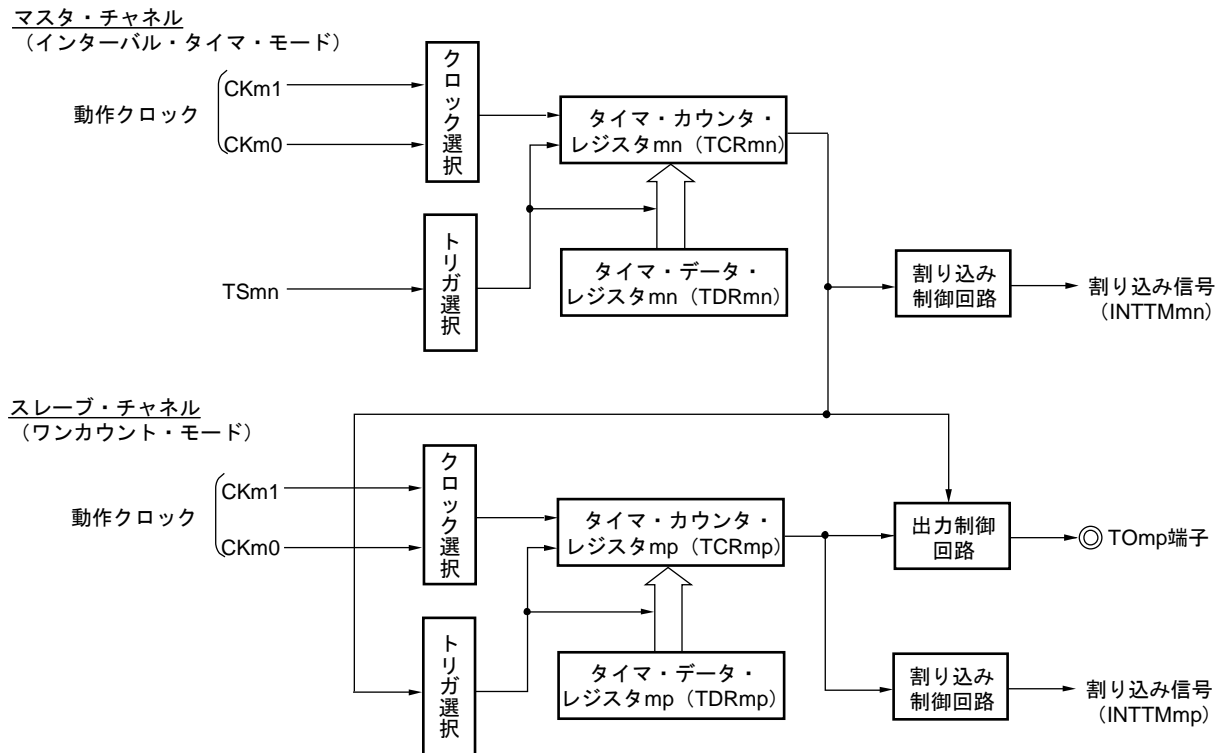 マスタ・チャネル
（インターバル・タイマ・モード）
動作クロック
CKm1
CKm0
クロック選択
タイマ・カウンタ・
レジスタmn（TCRmn）
TSmn
トリガ選択
タイマ・データ・
レジスタmn（TDRmn）
割り込み
制御回路
割り込み信号
（INTTMmn）
スレーブ・チャネル
（ワンカウント・モード）
動作クロック
CKm1
CKm0
クロック選択
タイマ・カウンタ・
レジスタmp（TCRmp）
出力制御
回路
TOmp端子
トリガ選択
タイマ・データ・
レジスタmp（TDRmp）
割り込み
制御回路
割り込み信号
（INTTMmp）